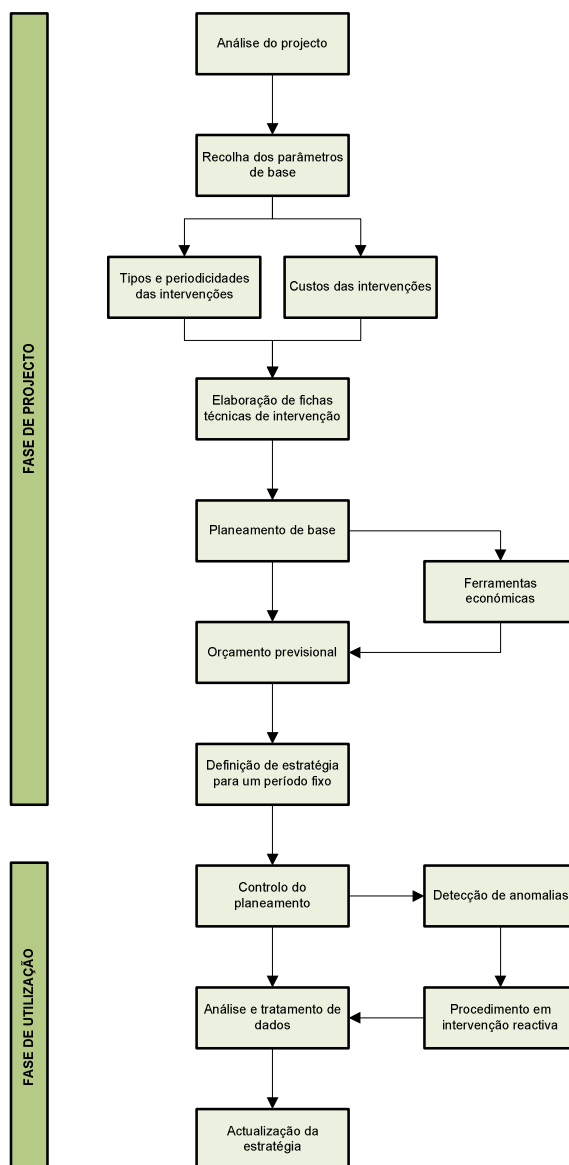 FASE DE PROJECTO
Análise do projecto
Recolha dos parâmetros
de base
Tipos e periodicidades
das intervenções
Custos das intervenções
Elaboração de fichas
técnicas de intervenção
Planeamento de base
Ferramentas
económicas
Orçamento previsional
Definição de estratégia
para um período fixo
FASE DE UTILIZAÇÃO
Controlo do
planeamento
Detecção de anomalias
Análise e tratamento de
dados
Procedimento em
intervenção reactiva
Actualização da
estratégia